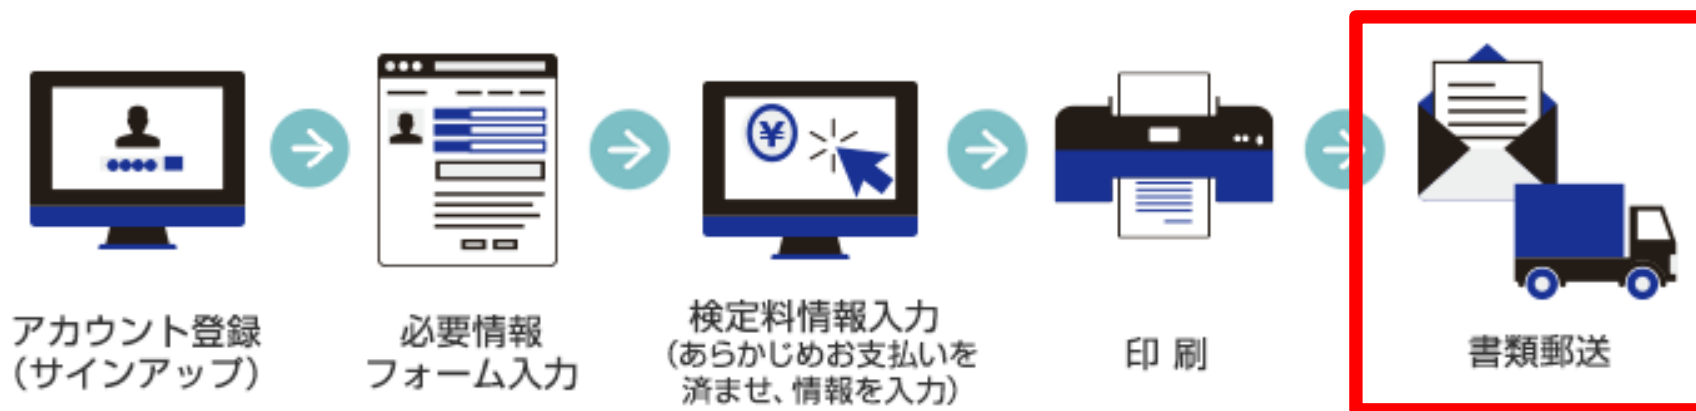 アカウント登録
（サインアップ）
必要情報
フォーム入力
¥
検定料情報入力
（あらかじめお支払いを
済ませ、情報を入力）
印 刷
書類郵送